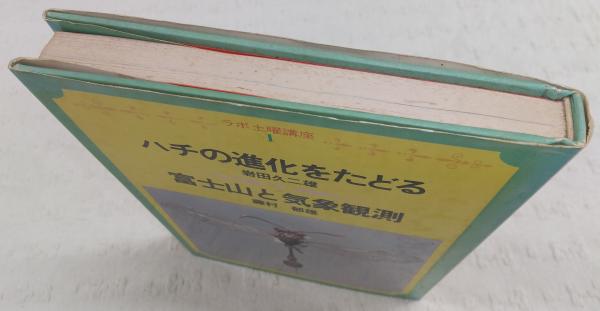 ラボ土曜講座
1
ハチの進化をたどる
岩田久二雄
富士山と気象観測
藤村郁雄